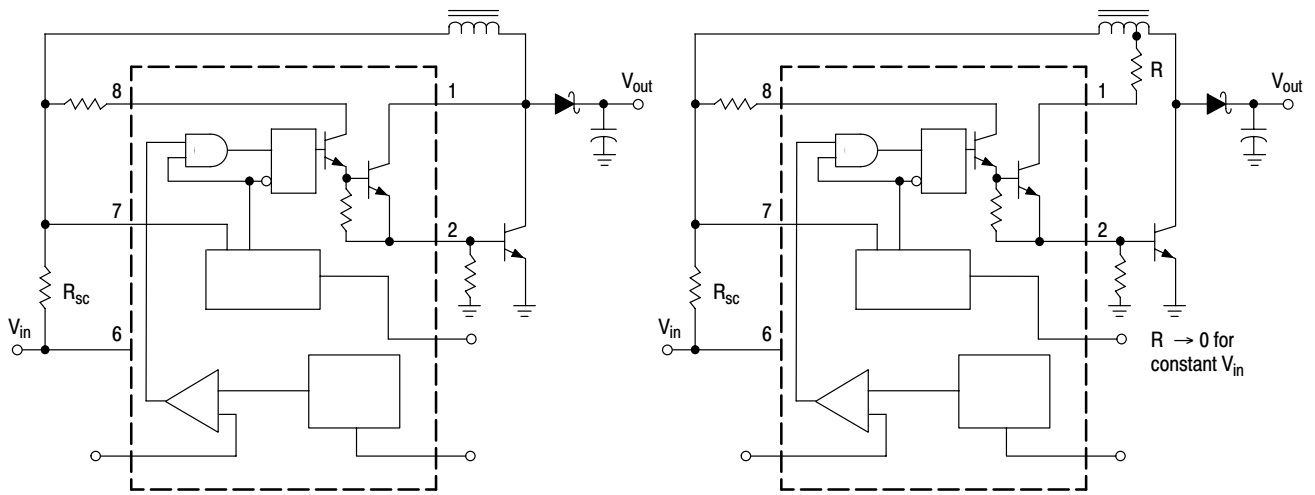 8
1
V_out
7
2
R_sc
V_in
6
R
8
1
V_out
7
2
R_sc
V_in
6
R → 0 for
constant V_in